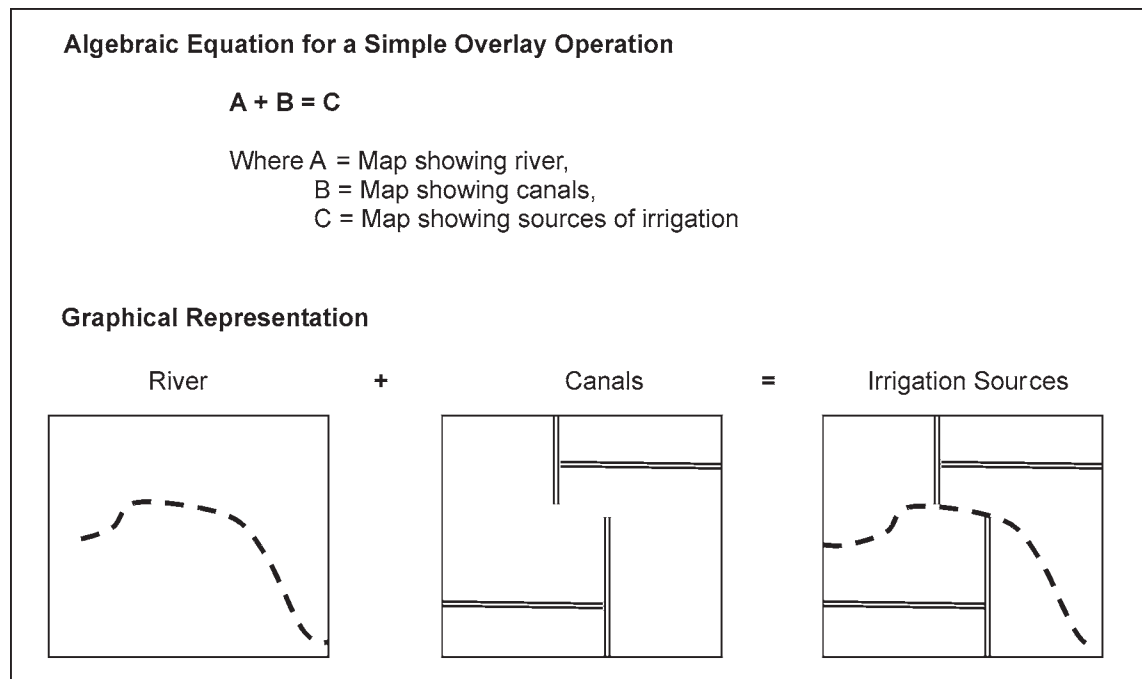 Algebraic Equation for a Simple Overlay Operation
A + B = C
Where A = Map showing river,
B = Map showing canals,
C = Map showing sources of irrigation
Graphical Representation
River + Canals = Irrigation Sources